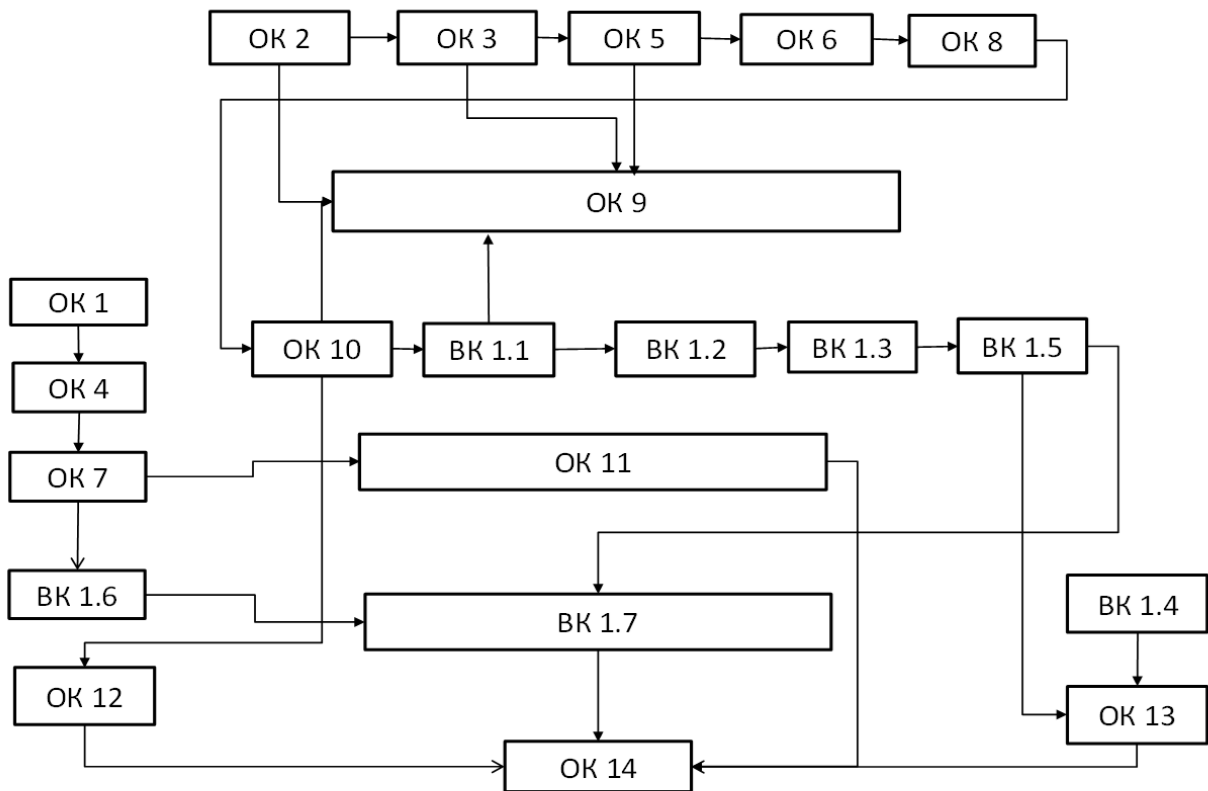 ОК 2
ОК 3
ОК 5
ОК 6
ОК 8
ОК 9
ОК 1
ОК 10
ВК 1.1
ВК 1.2
ВК 1.3
ВК 1.5
ОК 4
ОК 7
ОК 11
ВК 1.6
ВК 1.7
ВК 1.4
ОК 12
ОК 13
ОК 14